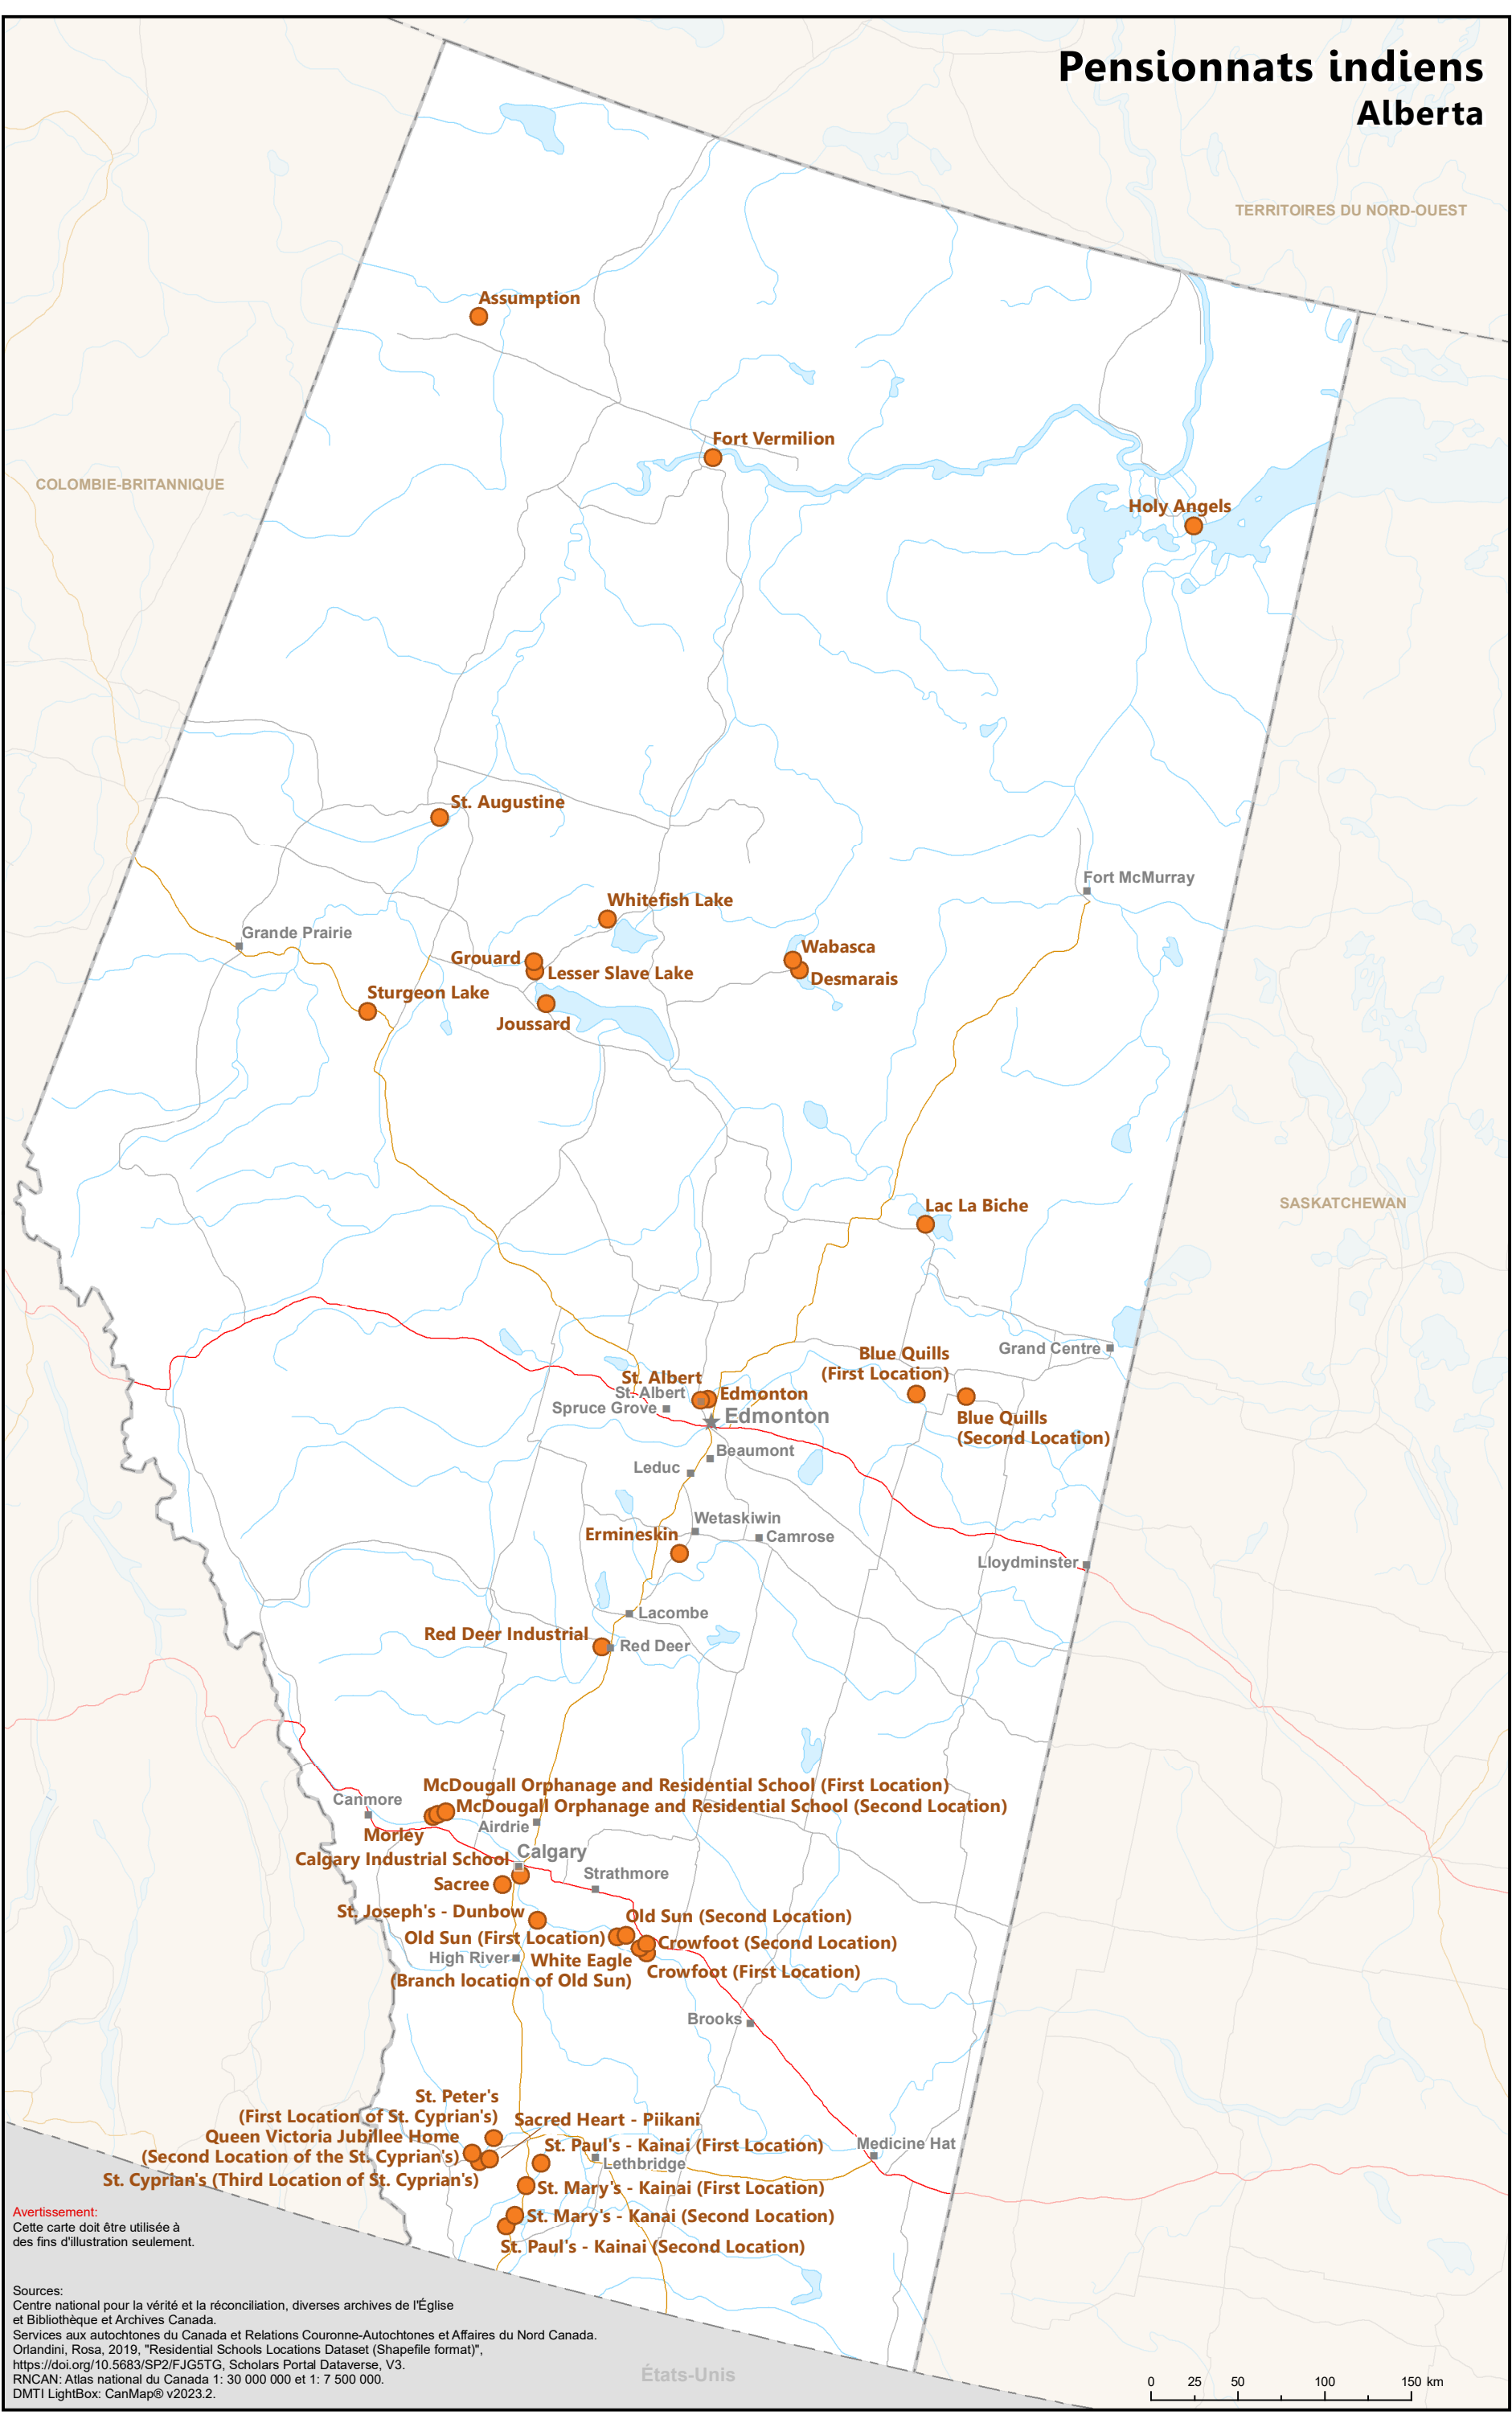 Pensionnats indiens
Alberta
TERRITOIRES DU NORD-OUEST
Assumption
Fort Vermilion
COLOMBIE-BRITANNIQUE
Holy Angels
St. Augustine
Fort McMurray
Whitefish Lake
Grande Prairie
Wabasca
Grouard
Lesser Slave Lake
Desmarais
Sturgeon Lake
Joussard
SASKATCHEWAN
Lac La Biche
Grand Centre
Blue Quills
(First Location)
St. Albert
St. Albert
Edmonton
Spruce Grove
Edmonton
Blue Quills
(Second Location)
Beaumont
Leduc
Wetaskiwin
Ermineskin
Camrose
Lloydminster
Lacombe
Red Deer Industrial
Red Deer
McDougall Orphanage and Residential School (First Location)
Canmore
McDougall Orphanage and Residential School (Second Location)
Airdrie
Morley
Calgary
Calgary Industrial School
Strathmore
Sacree
St. Joseph's - Dunbow
Old Sun (Second Location)
Old Sun (First Location)
Crowfoot (Second Location)
High River
White Eagle
(Branch location of Old Sun)
Crowfoot (First Location)
Brooks
St. Peter's
(First Location of St. Cyprian's)
Sacred Heart - Piikani
Queen Victoria Jubillee Home
(Second Location of the St. Cyprian's)
St. Paul's - Kainai (First Location)
Medicine Hat
Lethbridge
St. Cyprian's (Third Location of St. Cyprian's)
St. Mary's - Kainai (First Location)
St. Mary's - Kanai (Second Location)
St. Paul's - Kainai (Second Location)
Avertissement:
Cette carte doit être utilisée à
des fins d'illustration seulement.
Sources:
Centre national pour la vérité et la réconciliation, diverses archives de l'Église
et Bibliothèque et Archives Canada.
Services aux autochtones du Canada et Relations Couronne-Autochtones et Affaires du Nord Canada.
Orlandini, Rosa, 2019, "Residential Schools Locations Dataset (Shapefile format)",
https://doi.org/10.5683/SP2/FJG5TG, Scholars Portal Dataverse, V3.
RNCAN: Atlas national du Canada 1: 30 000 000 et 1: 7 500 000.
DMTI LightBox: CanMap® v2023.2.
États-Unis
0 25 50 100 150 km